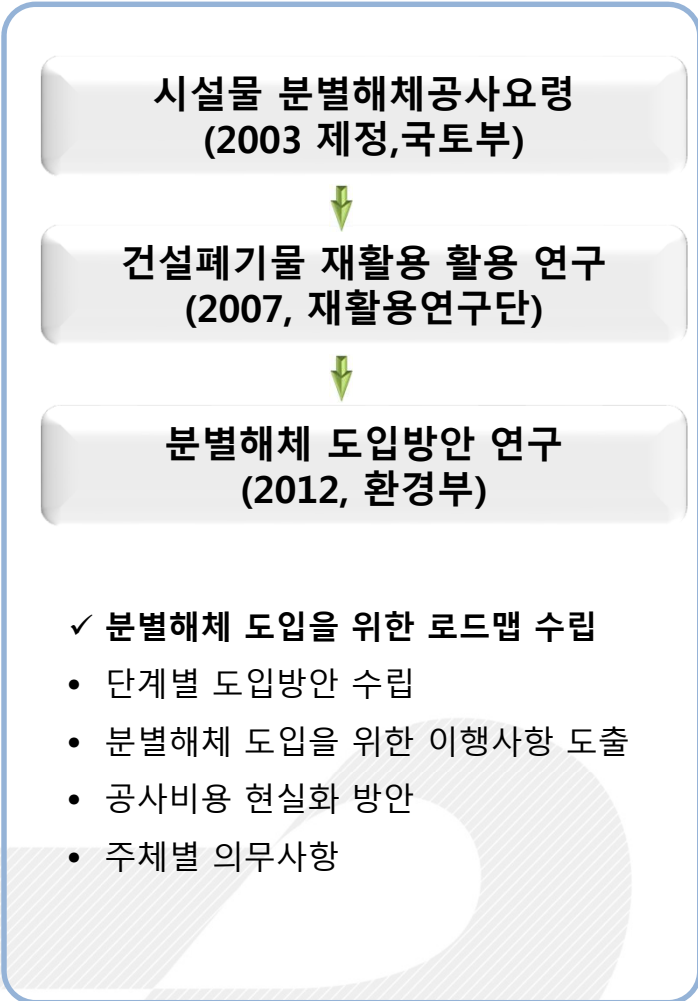 시설물 분별해체공사요령
(2003 제정,국토부)
건설폐기물 재활용 활용 연구
(2007, 재활용연구단)
분별해체 도입방안 연구
(2012, 환경부)
✓ 분별해체 도입을 위한 로드맵 수립
• 단계별 도입방안 수립
• 분별해체 도입을 위한 이행사항 도출
• 공사비용 현실화 방안
• 주체별 의무사항